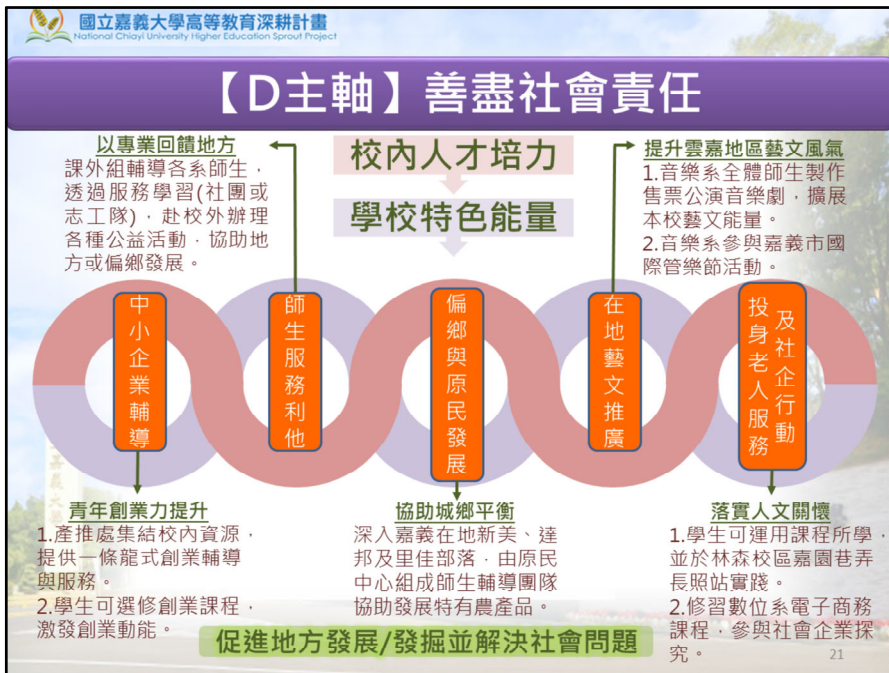 國立嘉義大學高等教育深耕計畫
National Chiayi University Higher Education Sprout Project
【D主軸】善盡社會責任
以專業回饋地方
課外組輔導各系師生，
透過服務學習(社團或
志工隊)，赴校外辦理
各種公益活動，協助地
方或偏鄉發展。
校內人才培力
學校特色能量
提升雲嘉地區藝文風氣
1.音樂系全體師生製作
售票公演音樂劇，擴展
本校藝文能量。
2.音樂系參與嘉義市國
際管樂節活動。
中小企業輔導
師生服務利他
偏鄉與原民發展
在地藝文推廣
投身老人服務
及社企行動
青年創業力提升
1.產推處集結校內資源，
提供一條龍式創業輔導
與服務。
2.學生可選修創業課程，
激發創業動能。
協助城鄉平衡
深入嘉義在地新美、達
邦及里佳部落，由原民
中心組成師生輔導團隊
協助發展特有農產品。
落實人文關懷
1.學生可運用課程所學，
並於林森校區嘉園巷弄
長照站實踐。
2.修習數位系電子商務
課程，參與社會企業探
究。
促進地方發展/發掘並解決社會問題
21